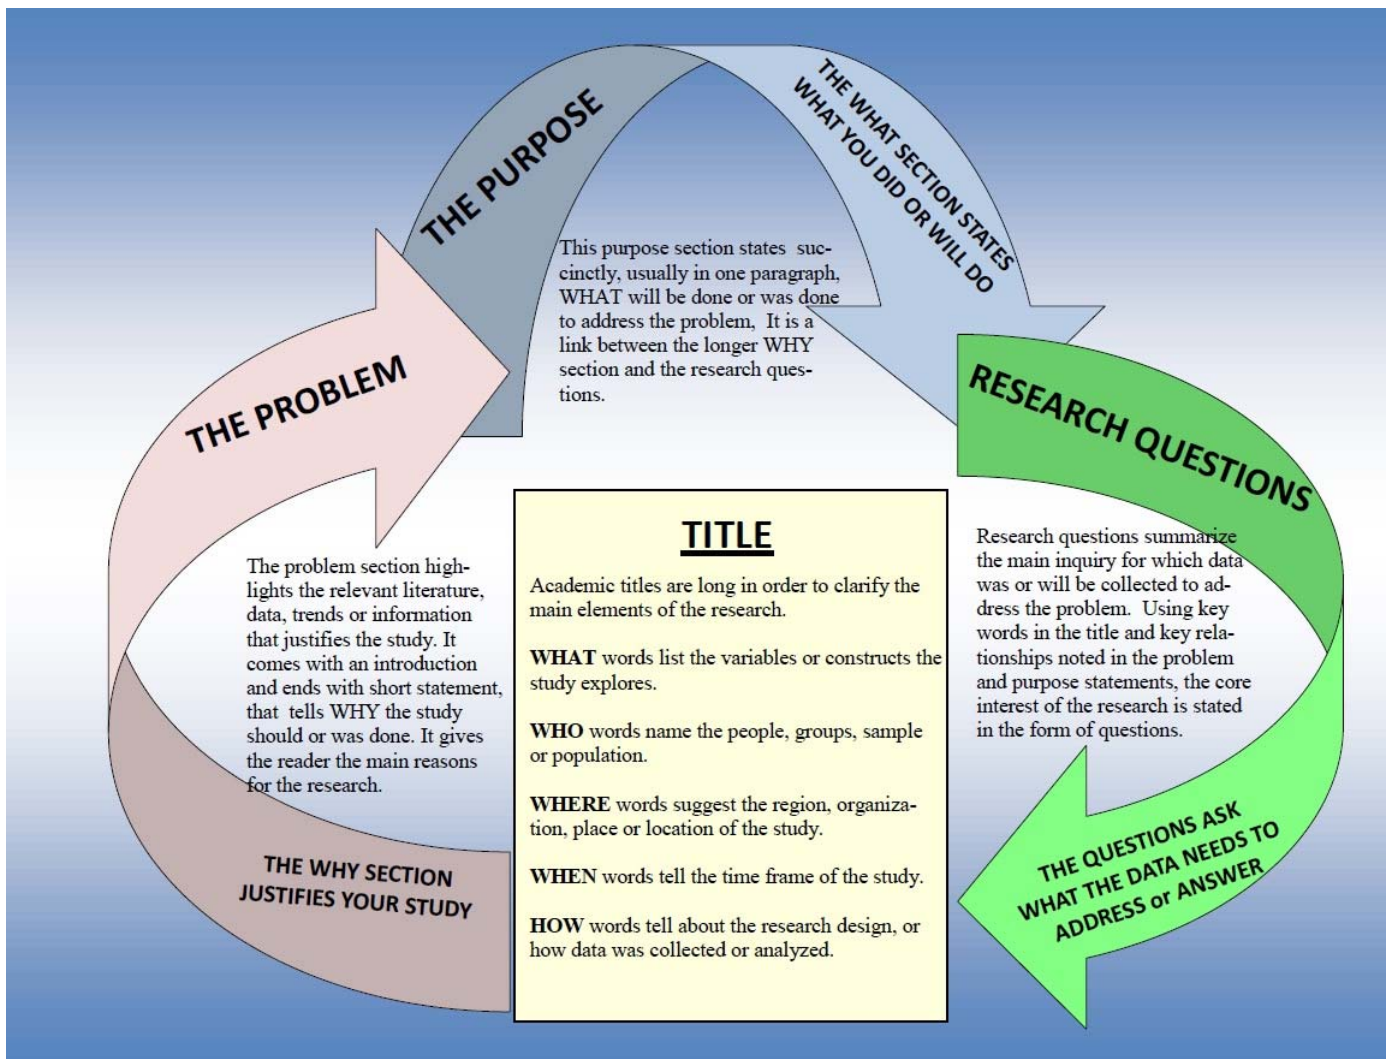 THE PURPOSE
THE WHAT SECTION STATES
WHAT YOU DID OR WILL DO
This purpose section states suc-
cinctly, usually in one paragraph,
WHAT will be done or was done
to address the problem, It is a
link between the longer WHY
section and the research ques-
tions.
THE PROBLEM
The problem section high-
lights the relevant literature,
data, trends or information
that justifies the study. It
comes with an introduction
and ends with short statement,
that tells WHY the study
should or was done. It gives
the reader the main reasons
for the research.
THE WHY SECTION
JUSTIFIES YOUR STUDY
TITLE
Academic titles are long in order to clarify the
main elements of the research.
WHAT words list the variables or constructs the
study explores.
WHO words name the people, groups, sample
or population.
WHERE words suggest the region, organiza-
tion, place or location of the study.
WHEN words tell the time frame of the study.
HOW words tell about the research design, or
how data was collected or analyzed.
RESEARCH QUESTIONS
Research questions summarize
the main inquiry for which data
was or will be collected to ad-
dress the problem. Using key
words in the title and key rela-
tionships noted in the problem
and purpose statements, the core
interest of the research is stated
in the form of questions.
THE QUESTIONS ASK
WHAT THE DATA NEEDS TO
ADDRESS or ANSWER